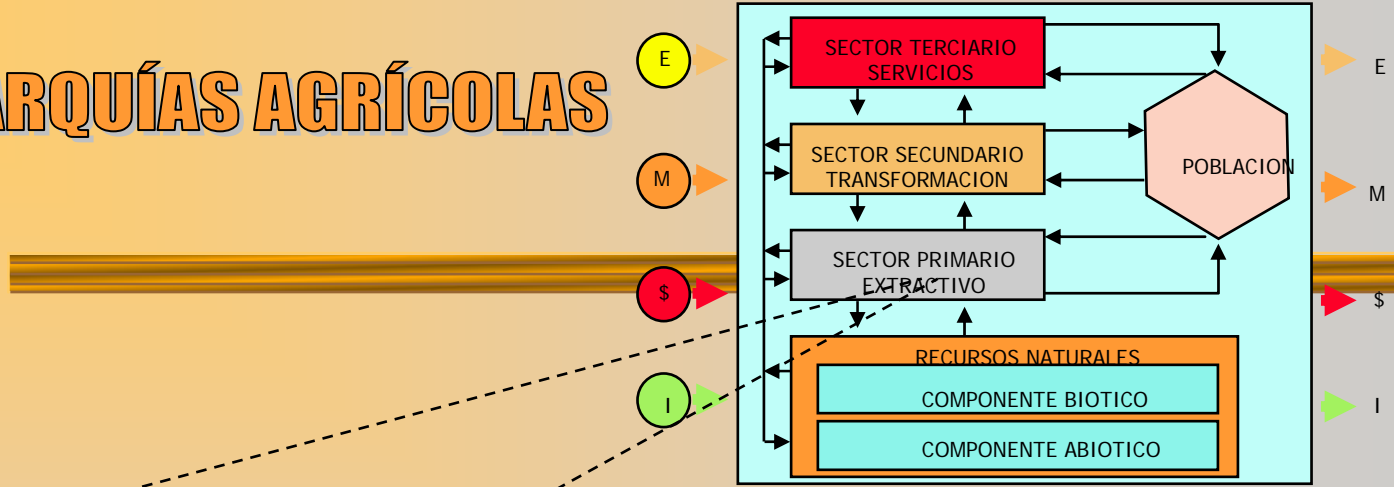 ARQUÍAS AGRÍCOLAS
E
M
$
I
SECTOR TERCIARIO
SERVICIOS
SECTOR SECUNDARIO
TRANSFORMACION
SECTOR PRIMARIO
EXTRACTIVO
RECURSOS NATURALES
COMPONENTE BIOTICO
COMPONENTE ABIOTICO
POBLACION
E
M
$
I